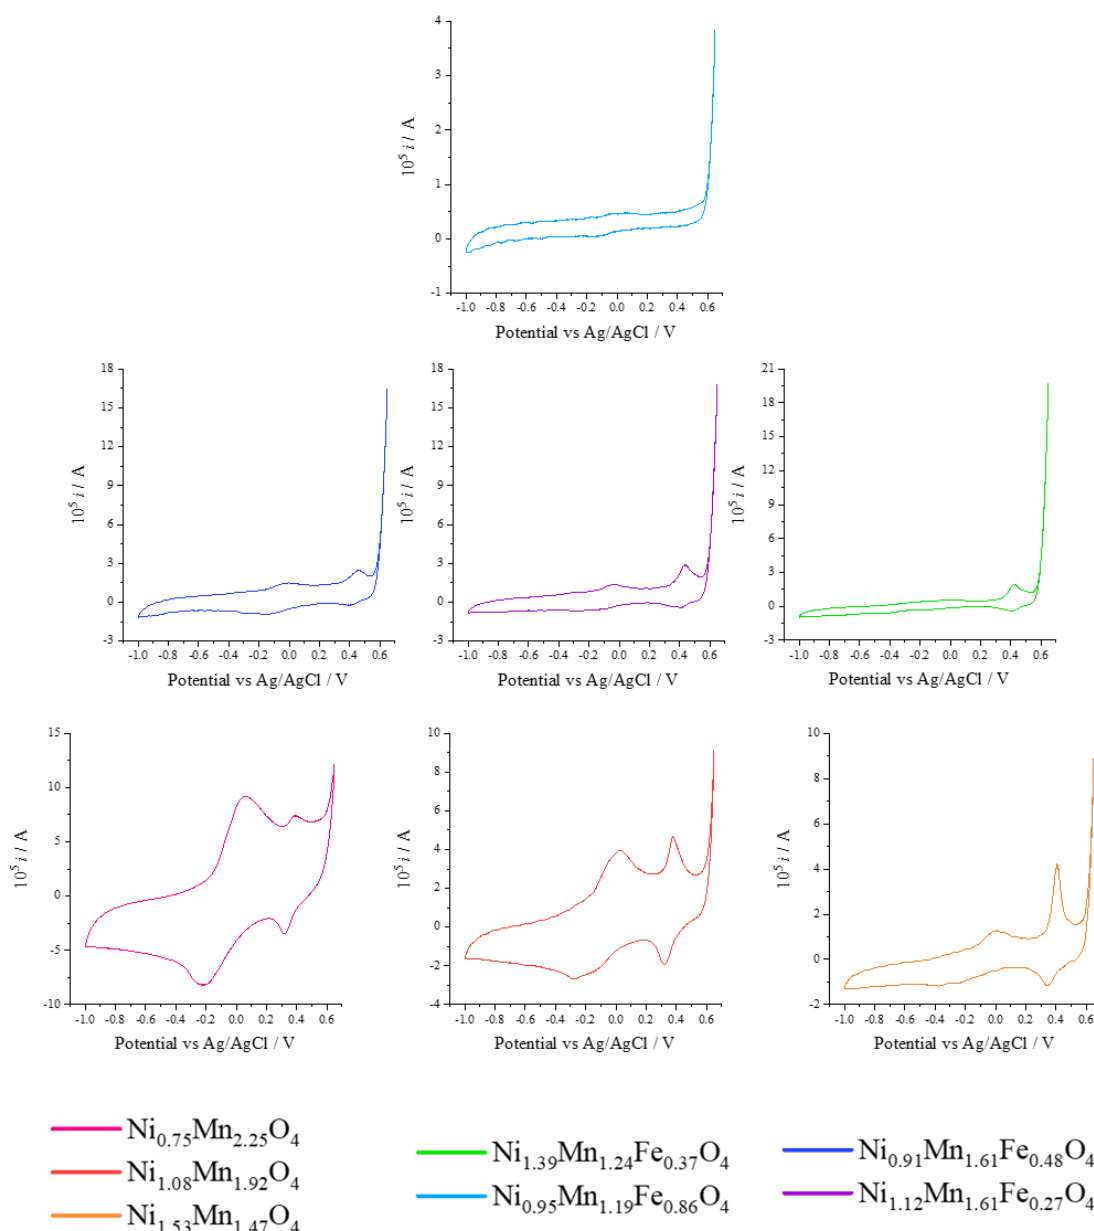 4
3
2
1
0
-1
10⁵ i / A
-1.0 -0.8 -0.6 -0.4 -0.2 0.0 0.2 0.4 0.6
Potential vs Ag/AgCl / V
18
15
12
9
6
3
0
-3
10⁵ i / A
-1.0 -0.8 -0.6 -0.4 -0.2 0.0 0.2 0.4 0.6
Potential vs Ag/AgCl / V
18
15
12
9
6
3
0
-3
10⁵ i / A
-1.0 -0.8 -0.6 -0.4 -0.2 0.0 0.2 0.4 0.6
Potential vs Ag/AgCl / V
21
18
15
12
9
6
3
0
-3
10⁵ i / A
-1.0 -0.8 -0.6 -0.4 -0.2 0.0 0.2 0.4 0.6
Potential vs Ag/AgCl / V
15
10
5
0
-5
-10
10⁵ i / A
-1.0 -0.8 -0.6 -0.4 -0.2 0.0 0.2 0.4 0.6
Potential vs Ag/AgCl / V
10
8
6
4
2
0
-2
-4
10⁵ i / A
-1.0 -0.8 -0.6 -0.4 -0.2 0.0 0.2 0.4 0.6
Potential vs Ag/AgCl / V
10
8
6
4
2
0
-2
10⁵ i / A
-1.0 -0.8 -0.6 -0.4 -0.2 0.0 0.2 0.4 0.6
Potential vs Ag/AgCl / V
Ni₀.₇₅Mn₂.₂₅O₄
Ni₁.₀₈Mn₁.₉₂O₄
Ni₁.₅₃Mn₁.₄₇O₄
Ni₁.₃₉Mn₁.₂₄Fe₀.₃₇O₄
Ni₀.₉₅Mn₁.₁₉Fe₀.₈₆O₄
Ni₀.₉₁Mn₁.₆₁Fe₀.₄₈O₄
Ni₁.₁₂Mn₁.₆₁Fe₀.₂₇O₄